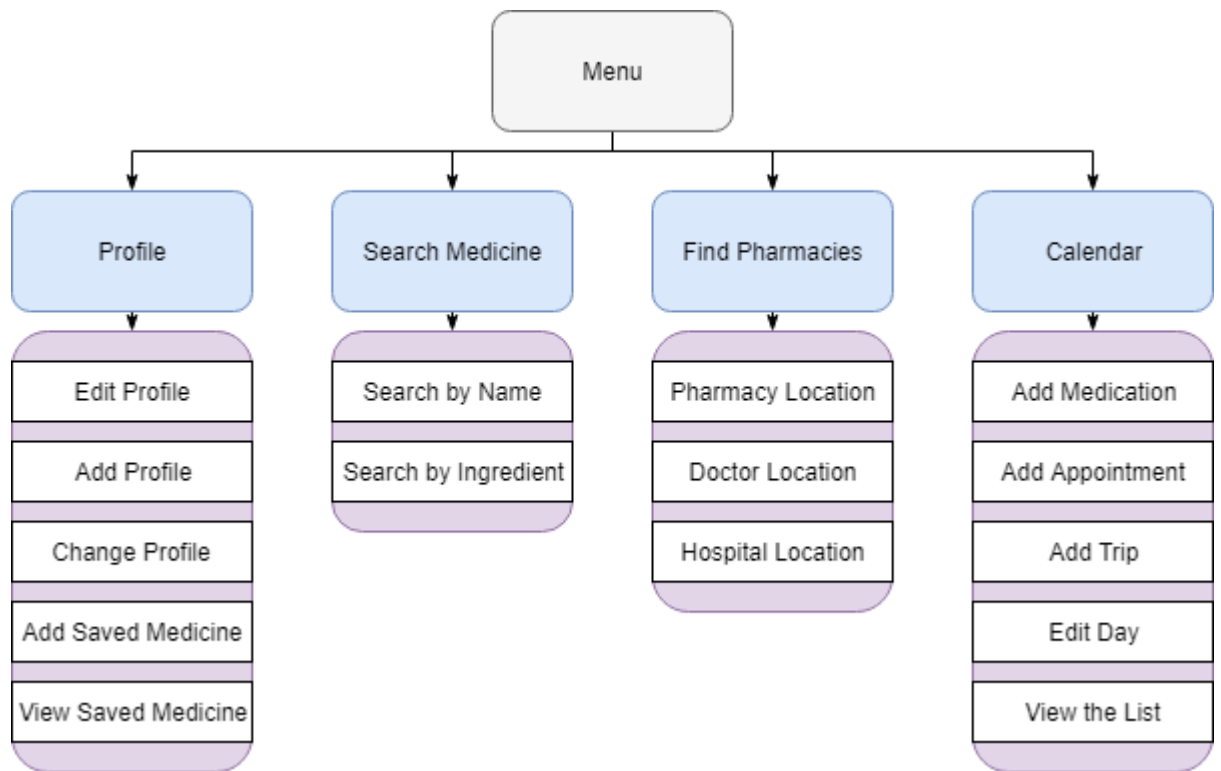 Menu
Profile
Search Medicine
Find Pharmacies
Calendar
Edit Profile
Add Profile
Change Profile
Add Saved Medicine
View Saved Medicine
Search by Name
Search by Ingredient
Pharmacy Location
Doctor Location
Hospital Location
Add Medication
Add Appointment
Add Trip
Edit Day
View the List